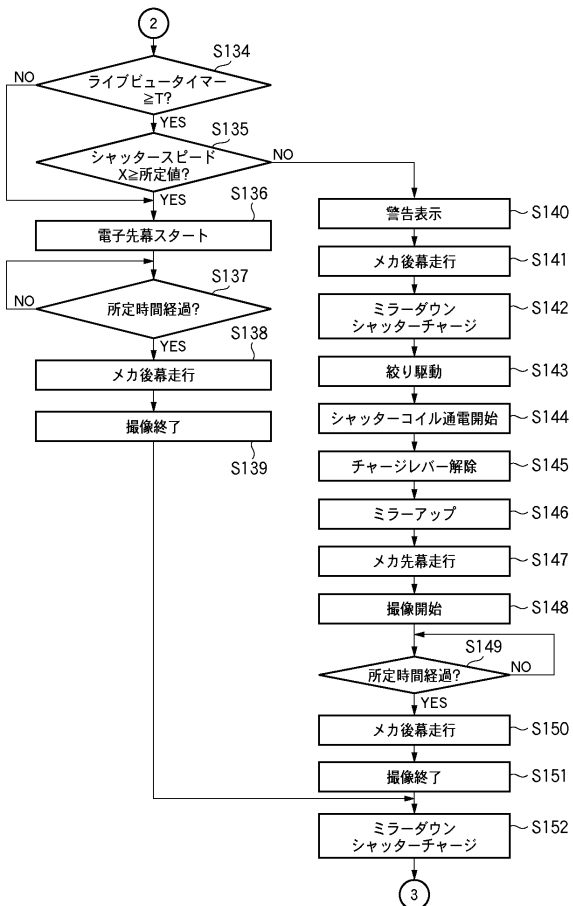 2
S134
ライブビュータイマー
≧T?
NO
YES
S135
シャッタースピード
X≧所定値?
NO
YES
S136
電子先幕スタート
S137
所定時間経過?
NO
YES
S138
メカ後幕走行
撮像終了
S139
警告表示
S140
メカ後幕走行
S141
ミラーダウン
シャッターチャージ
S142
絞り駆動
S143
シャッターコイル通電開始
S144
チャージレバー解除
S145
ミラーアップ
S146
メカ先幕走行
S147
撮像開始
S148
S149
所定時間経過?
NO
YES
メカ後幕走行
S150
撮像終了
S151
ミラーダウン
シャッターチャージ
S152
3